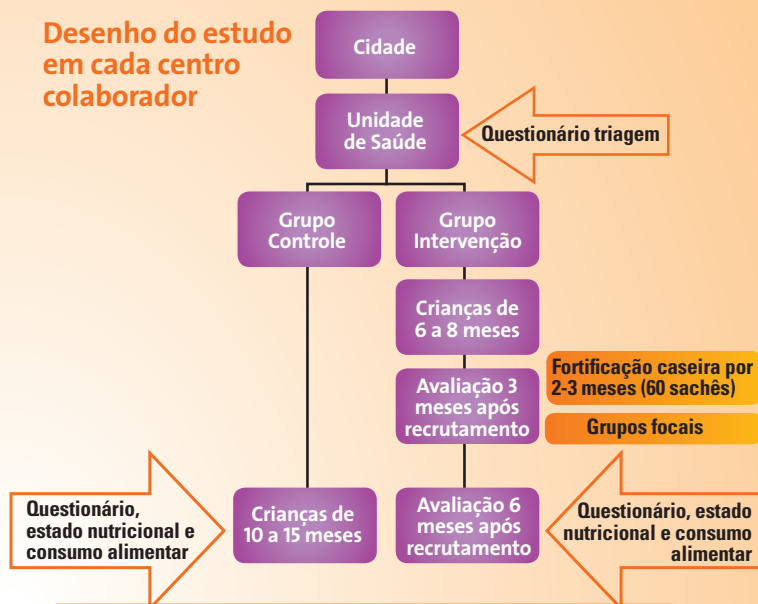 Desenho do estudo
em cada centro
colaborador
Cidade
Unidade
de Saúde
Questionário triagem
Grupo
Controle
Grupo
Intervenção
Crianças de
6 a 8 meses
Avaliação 3
meses após
recrutamento
Fortificação caseira por
2-3 meses (60 sachês)
Grupos focais
Questionário,
estado nutricional e
consumo alimentar
Crianças de
10 a 15 meses
Avaliação 6
meses após
recrutamento
Questionário, estado
nutricional e consumo
alimentar